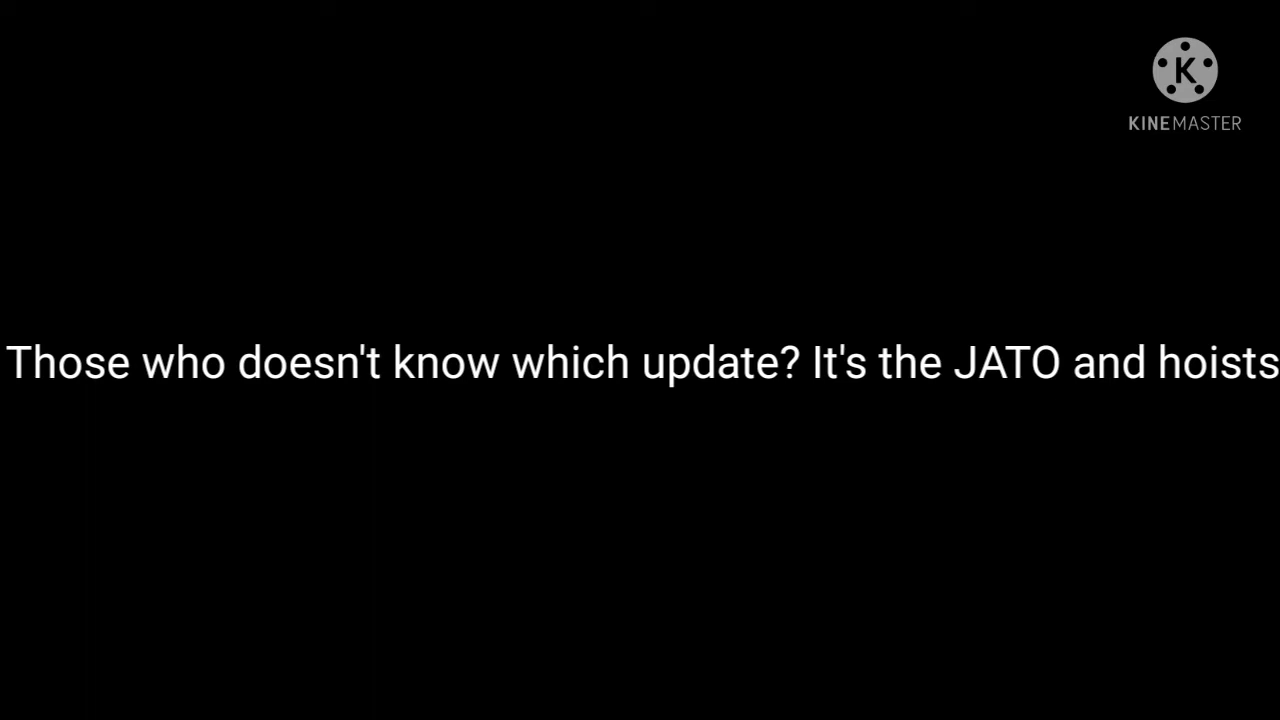 K
KINEMASTER
Those who doesn't know which update? It's the JATO and hoists